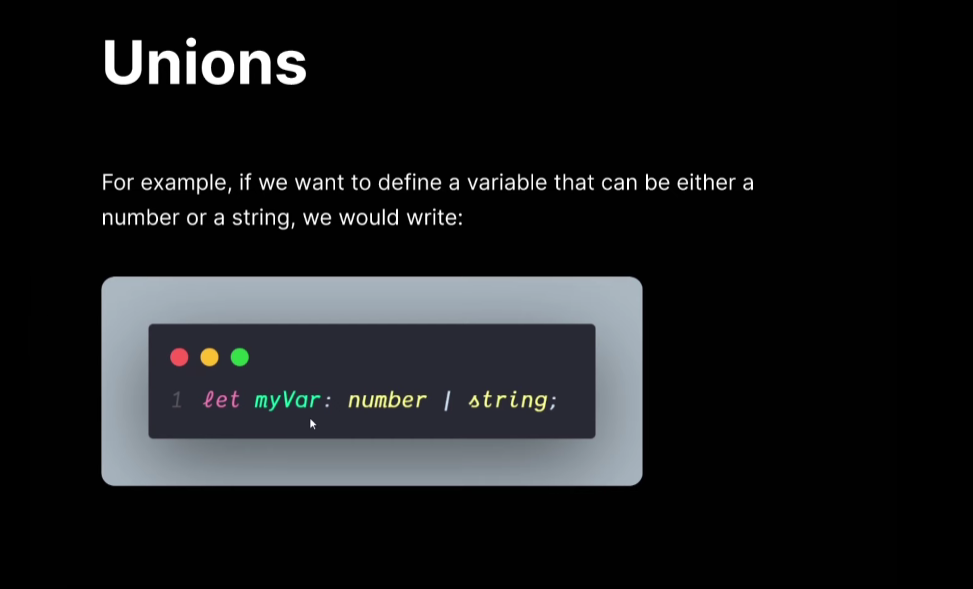 Unions
For example, if we want to define a variable that can be either a
number or a string, we would write:
1 let myVar: number | string;